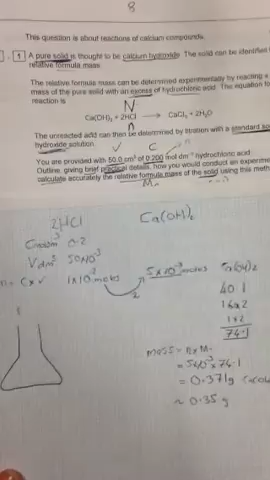 8
This question is about reactions of calcium compounds.
1 A pure solid is thought to be calcium hydroxide. The solid can be identified
relative formula mass.
The relative formula mass can be determined experimentally by reacting a
mass of the pure solid with an excess of hydrochloric acid. The equation fo
reaction is
N
Ca(OH)₂ + 2HCl → CaCl₂ + 2H₂O
n
The unreacted acid can then be determined by titration with a standard so
hydroxide solution.
V C
You are provided with 50.0 cm³ of 0.200 mol dm⁻³ hydrochloric acid.
Outline, giving brief practical details, how you would conduct an experiment
calculate accurately the relative formula mass of the solid using this meth
2HCl Ca(OH)₂
0.2
V dm³ 50x10⁻³
n = C x V 1x10⁻² moles 5x10⁻³ moles Ca(OH)₂
2
40.1
16x2
1x2
74.1
mass = n x Mr
= 5x10⁻³ x 74.1
= 0.371g
≈ 0.35 g